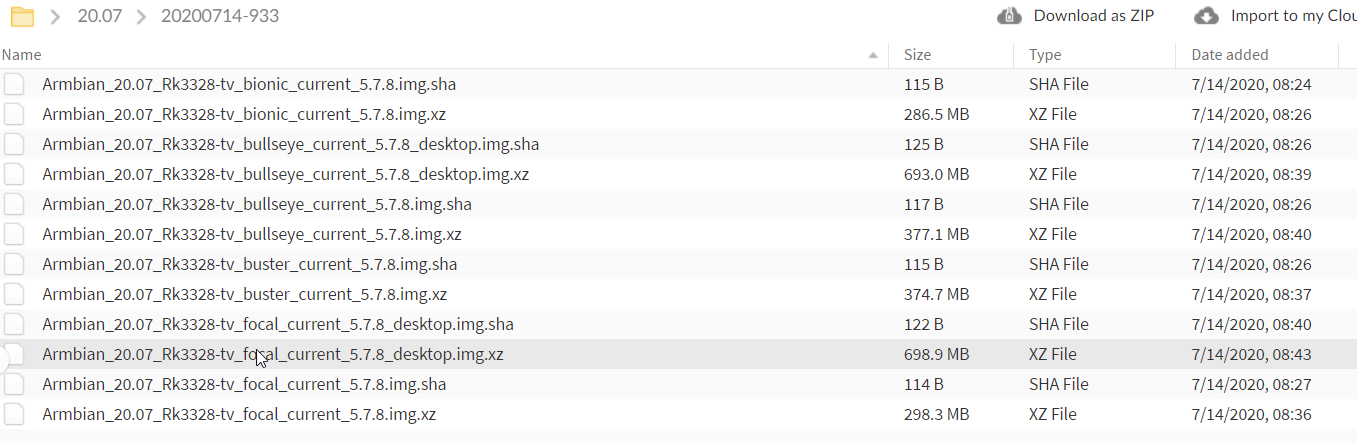 20.07 20200714-933 Download as ZIP Import to my Clou
Name Size Type Date added
Armbian_20.07_Rk3328-tv_bionic_current_5.7.8.img.sha 115 B SHA File 7/14/2020, 08:24
Armbian_20.07_Rk3328-tv_bionic_current_5.7.8.img.xz 286.5 MB XZ File 7/14/2020, 08:26
Armbian_20.07_Rk3328-tv_bullseye_current_5.7.8_desktop.img.sha 125 B SHA File 7/14/2020, 08:26
Armbian_20.07_Rk3328-tv_bullseye_current_5.7.8_desktop.img.xz 693.0 MB XZ File 7/14/2020, 08:39
Armbian_20.07_Rk3328-tv_bullseye_current_5.7.8.img.sha 117 B SHA File 7/14/2020, 08:26
Armbian_20.07_Rk3328-tv_bullseye_current_5.7.8.img.xz 377.1 MB XZ File 7/14/2020, 08:40
Armbian_20.07_Rk3328-tv_buster_current_5.7.8.img.sha 115 B SHA File 7/14/2020, 08:26
Armbian_20.07_Rk3328-tv_buster_current_5.7.8.img.xz 374.7 MB XZ File 7/14/2020, 08:37
Armbian_20.07_Rk3328-tv_focal_current_5.7.8_desktop.img.sha 122 B SHA File 7/14/2020, 08:40
Armbian_20.07_Rk3328-tv_focal_current_5.7.8_desktop.img.xz 698.9 MB XZ File 7/14/2020, 08:43
Armbian_20.07_Rk3328-tv_focal_current_5.7.8.img.sha 114 B SHA File 7/14/2020, 08:27
Armbian_20.07_Rk3328-tv_focal_current_5.7.8.img.xz 298.3 MB XZ File 7/14/2020, 08:36